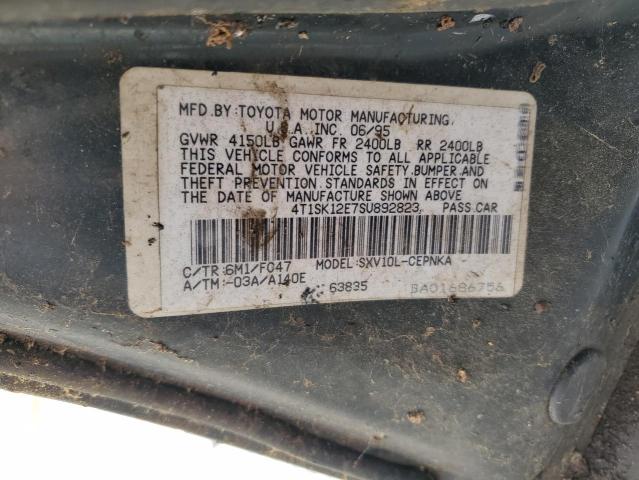 MFD. BY: TOYOTA MOTOR MANUFACTURING,
U.S.A., INC. 06/95
GVWR 4150LB GAWR FR 2400LB RR 2400LB
THIS VEHICLE CONFORMS TO ALL APPLICABLE
FEDERAL MOTOR VEHICLE SAFETY,BUMPER,AND
THEFT PREVENTION STANDARDS IN EFFECT ON
THE DATE OF MANUFACTURE SHOWN ABOVE
4T1SK12E7SU892823 PASS.CAR
C/TR:6M1/FC47 MODEL:SXV10L-CEPNKA
A/TM:-03A/A140E 63835 BA01686756